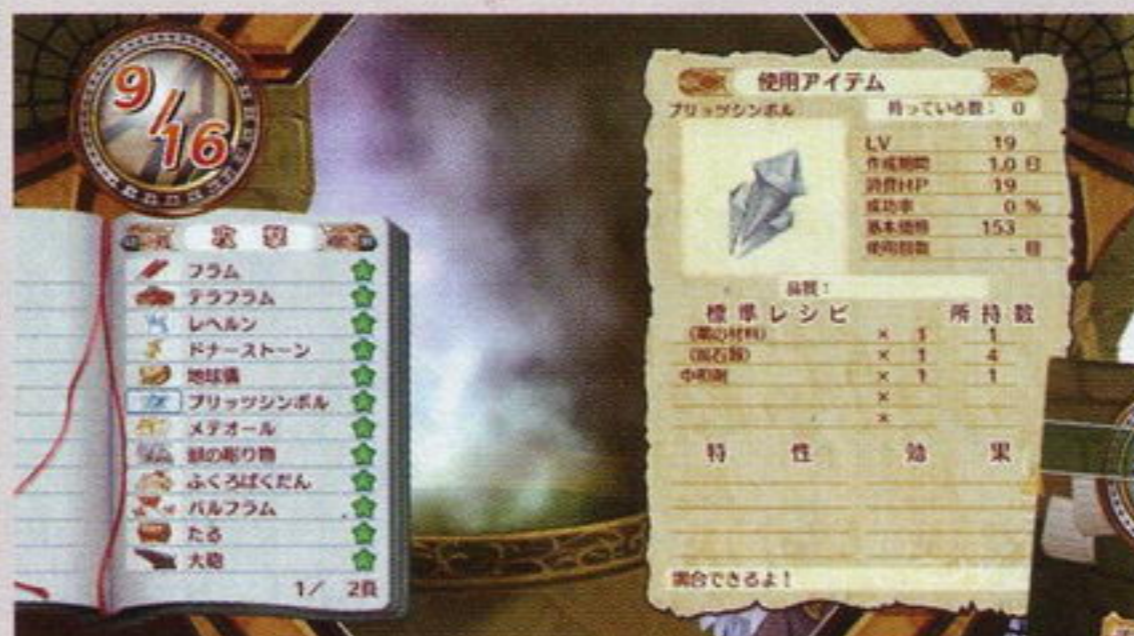 9/16
攻撃
フラム
テラフラム
レヘルン
ドナーストーン
地球儀
ブリッツシンボル
メテオール
獣の彫り物
ふくろばくだん
バルフラム
たる
大砲
1/ 2頁
使用アイテム
ブリッツシンボル 持っている数: 0
LV 19
作成期間 1.0 日
消費HP 19
成功率 0 %
基本価格 153
使用回数 - 回
品質:
標準レシピ 所持数
(薬の材料) × 1 1
(鉱石類) × 1 4
中和剤 × 1 1
×
×
特性 効果
調合できるよ!